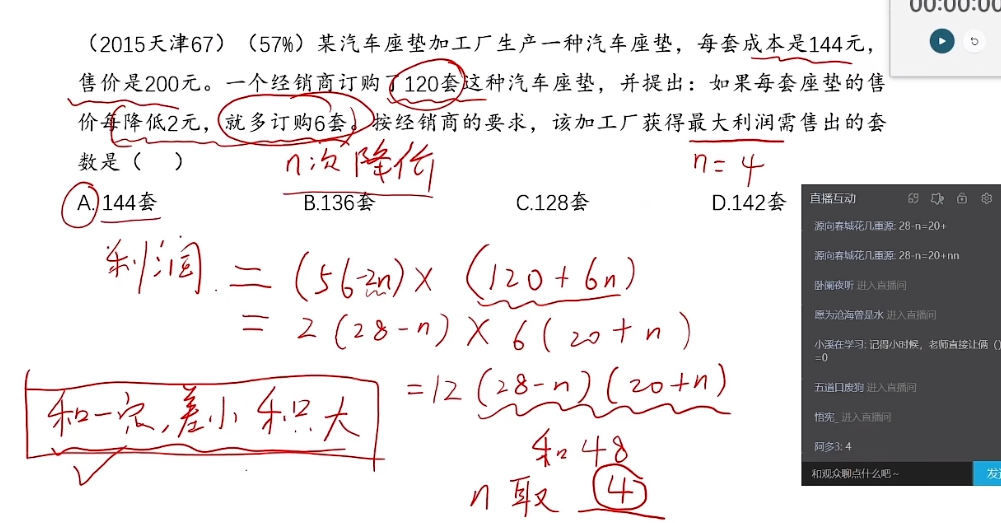 00:00:00
（2015天津67）（57%）某汽车座垫加工厂生产一种汽车座垫，每套成本是144元，
售价是200元。一个经销商订购了120套这种汽车座垫，并提出：如果每套座垫的售
价每降低2元，就多订购6套。按经销商的要求，该加工厂获得最大利润需售出的套
数是（ ）
n次降价
n=4
A.144套 B.136套 C.128套 D.142套
利润 = (56-2n)×(120+6n)
= 2(28-n)×6(20+n)
=12(28-n)(20+n)
和一定,差小积大
和48
n取4
直播互动
源向春城花几重源: 28-n=20+
源向春城花几重源: 28-n=20+nn
卧阑夜听 进入直播间
愿为沧海曾是水 进入直播间
小溪在学习: 记得小时候，老师直接让俩（）
=0
五道口废狗 进入直播间
悟宪_ 进入直播间
阿多3: 4
和观众聊点什么吧～